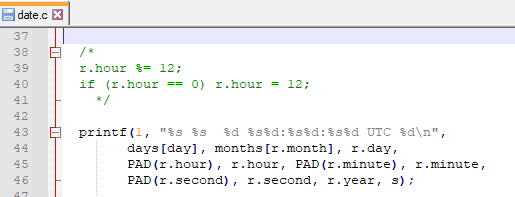 date.c
37
38 /*
39 r.hour %= 12;
40 if (r.hour == 0) r.hour = 12;
41 */
42
43 printf(1, "%s %s  %d %s%d:%s%d:%s%d UTC %d\n",
44 days[day], months[r.month], r.day,
45 PAD(r.hour), r.hour, PAD(r.minute), r.minute,
46 PAD(r.second), r.second, r.year, s);